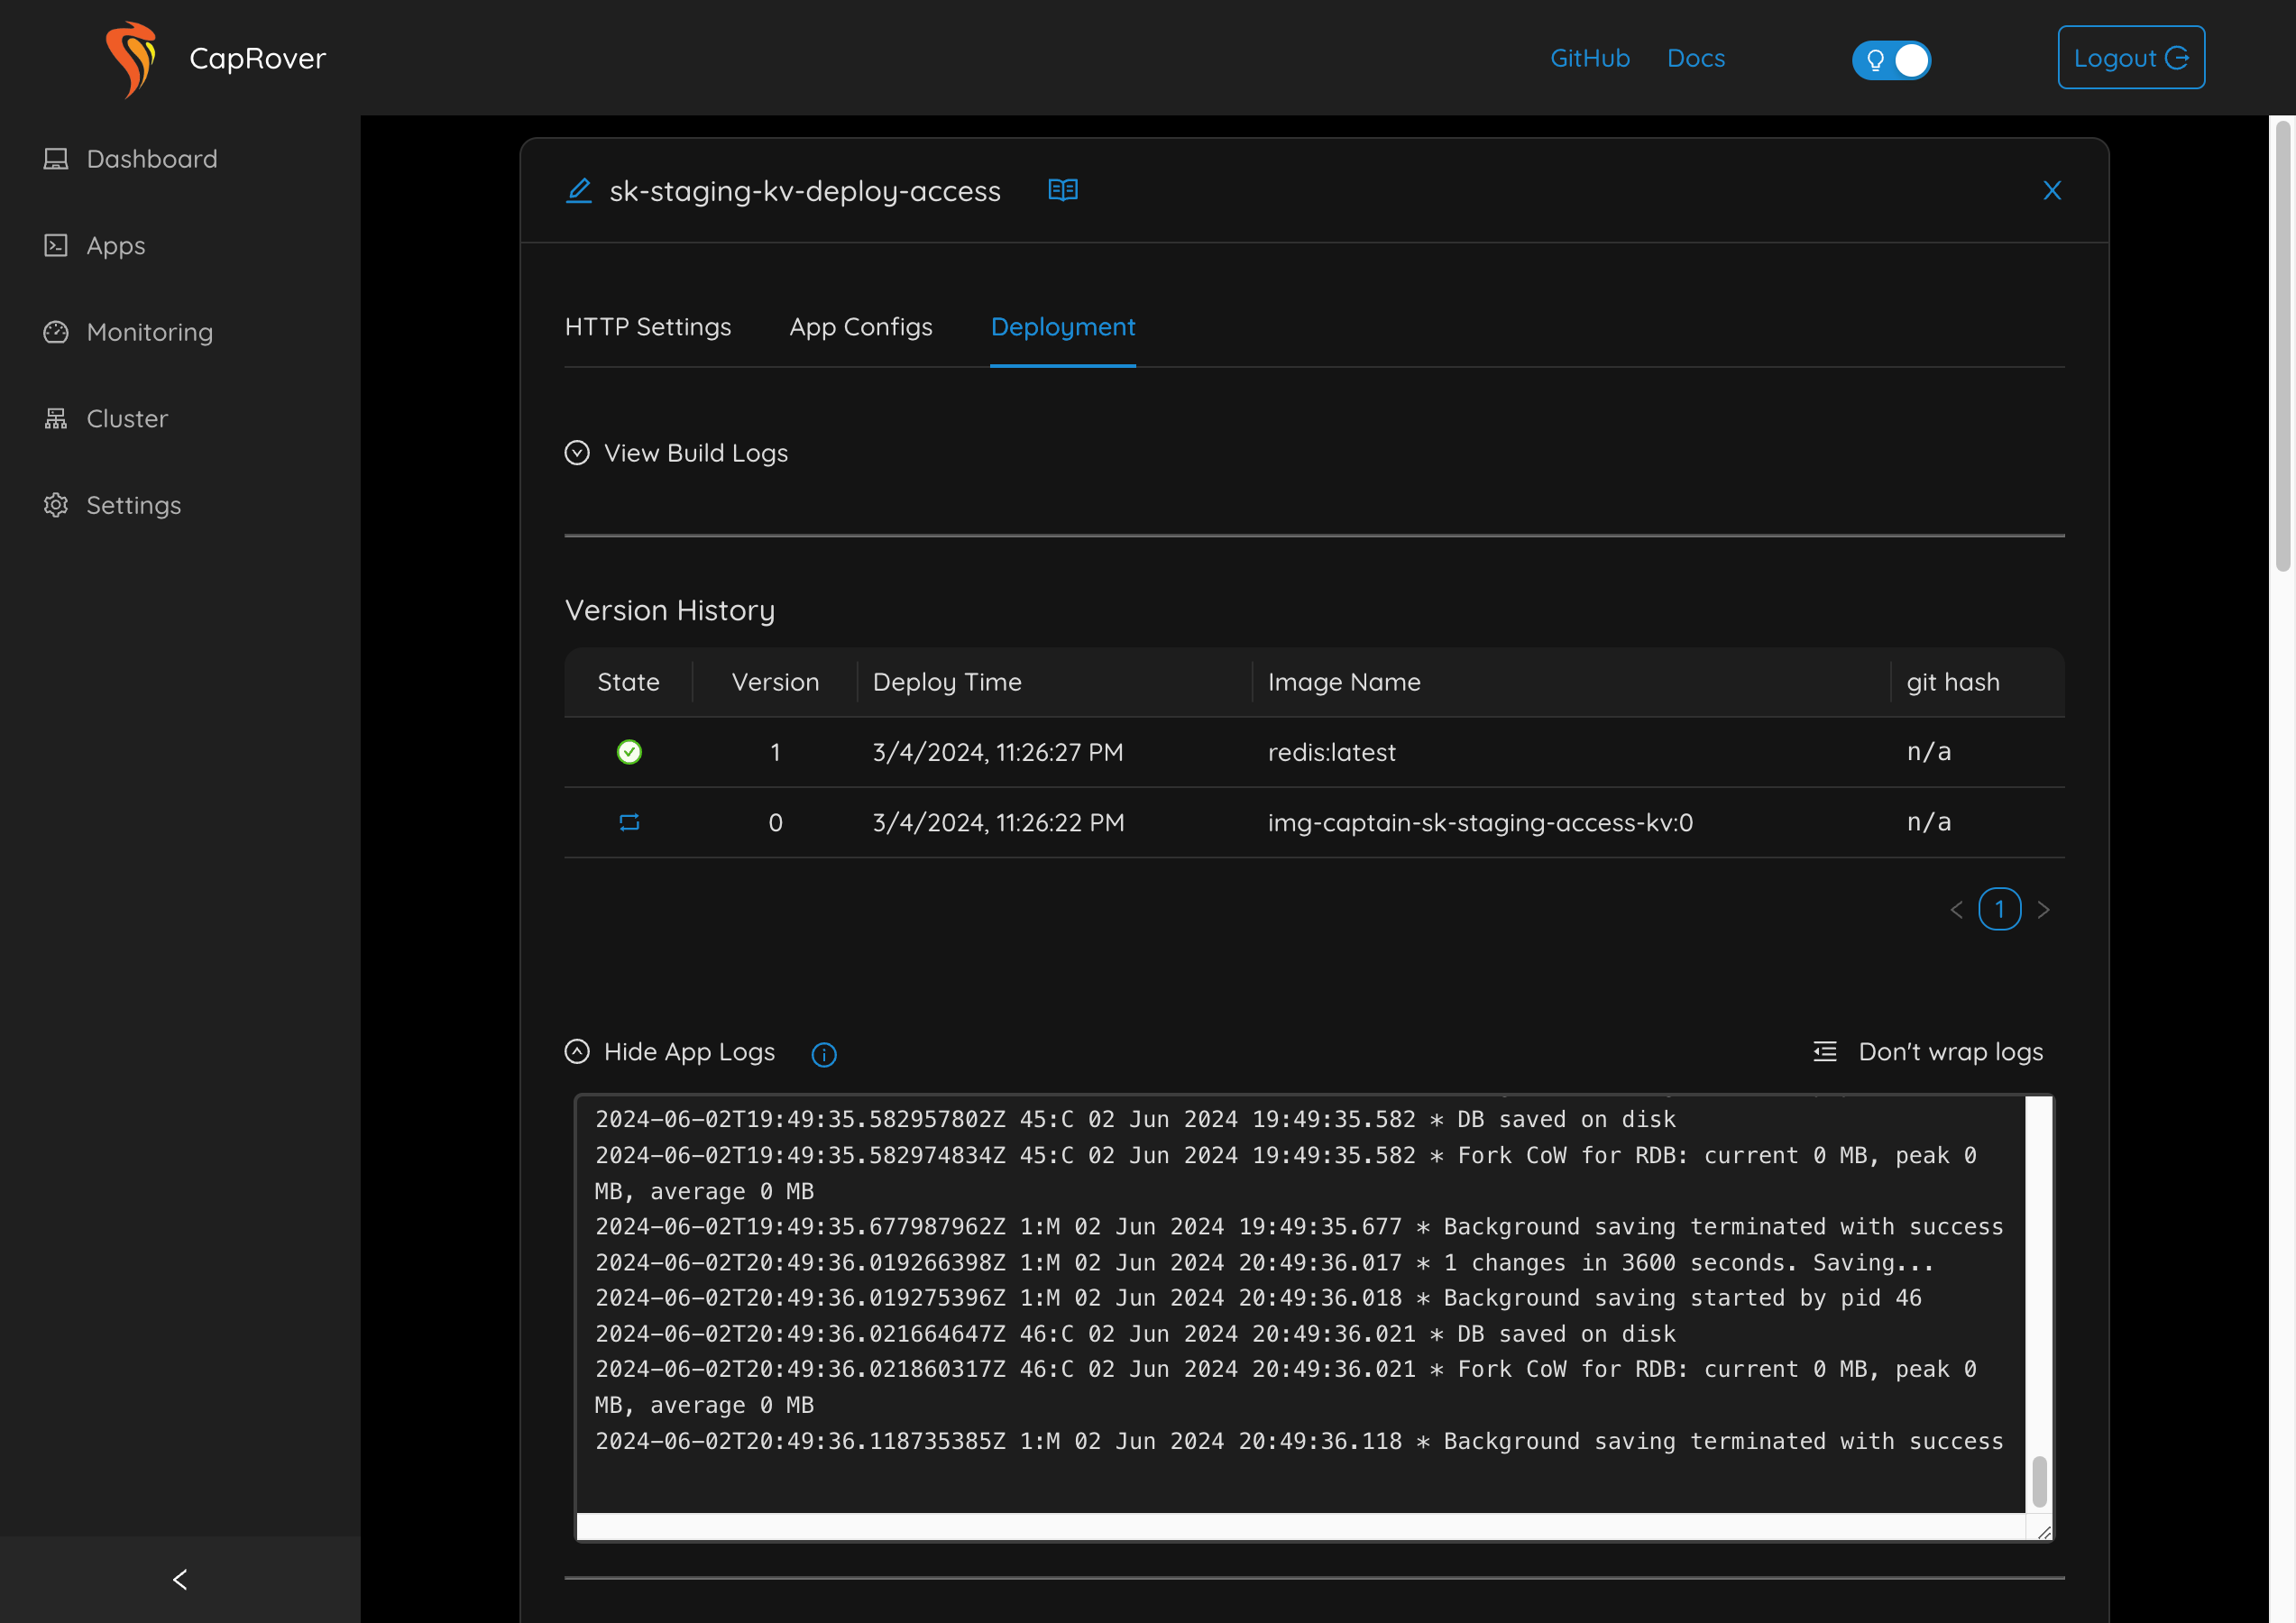 CapRover
GitHub
Docs
Logout
Dashboard
Apps
Monitoring
Cluster
Settings
sk-staging-kv-deploy-access
HTTP Settings
App Configs
Deployment
View Build Logs
Version History
State Version Deploy Time Image Name git hash
1 3/4/2024, 11:26:27 PM redis:latest n/a
0 3/4/2024, 11:26:22 PM img-captain-sk-staging-access-kv:0 n/a
1
Hide App Logs
Don't wrap logs
2024-06-02T19:49:35.582957802Z 45:C 02 Jun 2024 19:49:35.582 * DB saved on disk
2024-06-02T19:49:35.582974834Z 45:C 02 Jun 2024 19:49:35.582 * Fork CoW for RDB: current 0 MB, peak 0
MB, average 0 MB
2024-06-02T19:49:35.677987962Z 1:M 02 Jun 2024 19:49:35.677 * Background saving terminated with success
2024-06-02T20:49:36.019266398Z 1:M 02 Jun 2024 20:49:36.017 * 1 changes in 3600 seconds. Saving...
2024-06-02T20:49:36.019275396Z 1:M 02 Jun 2024 20:49:36.018 * Background saving started by pid 46
2024-06-02T20:49:36.021664647Z 46:C 02 Jun 2024 20:49:36.021 * DB saved on disk
2024-06-02T20:49:36.021860317Z 46:C 02 Jun 2024 20:49:36.021 * Fork CoW for RDB: current 0 MB, peak 0
MB, average 0 MB
2024-06-02T20:49:36.118735385Z 1:M 02 Jun 2024 20:49:36.118 * Background saving terminated with success